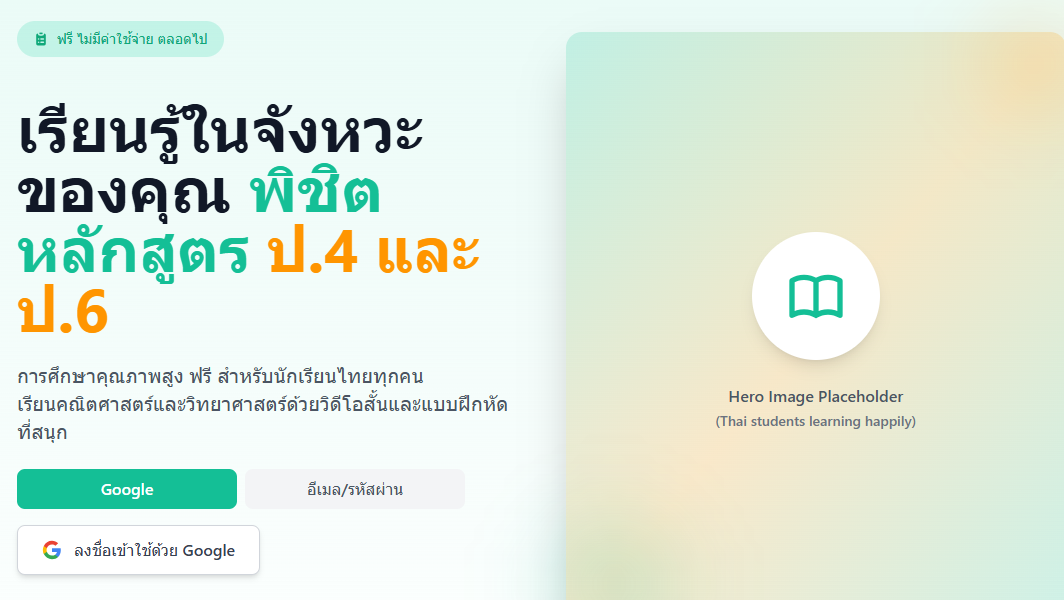 ฟรี ไม่มีค่าใช้จ่าย ตลอดไป
เรียนรู้ในจังหวะ
ของคุณ พิชิต
หลักสูตร ป.4 และ
ป.6
การศึกษาคุณภาพสูง ฟรี สำหรับนักเรียนไทยทุกคน
เรียนคณิตศาสตร์และวิทยาศาสตร์ด้วยวิดีโอสั้นและแบบฝึกหัด
ที่สนุก
Google
อีเมล/รหัสผ่าน
ลงชื่อเข้าใช้ด้วย Google
Hero Image Placeholder
(Thai students learning happily)